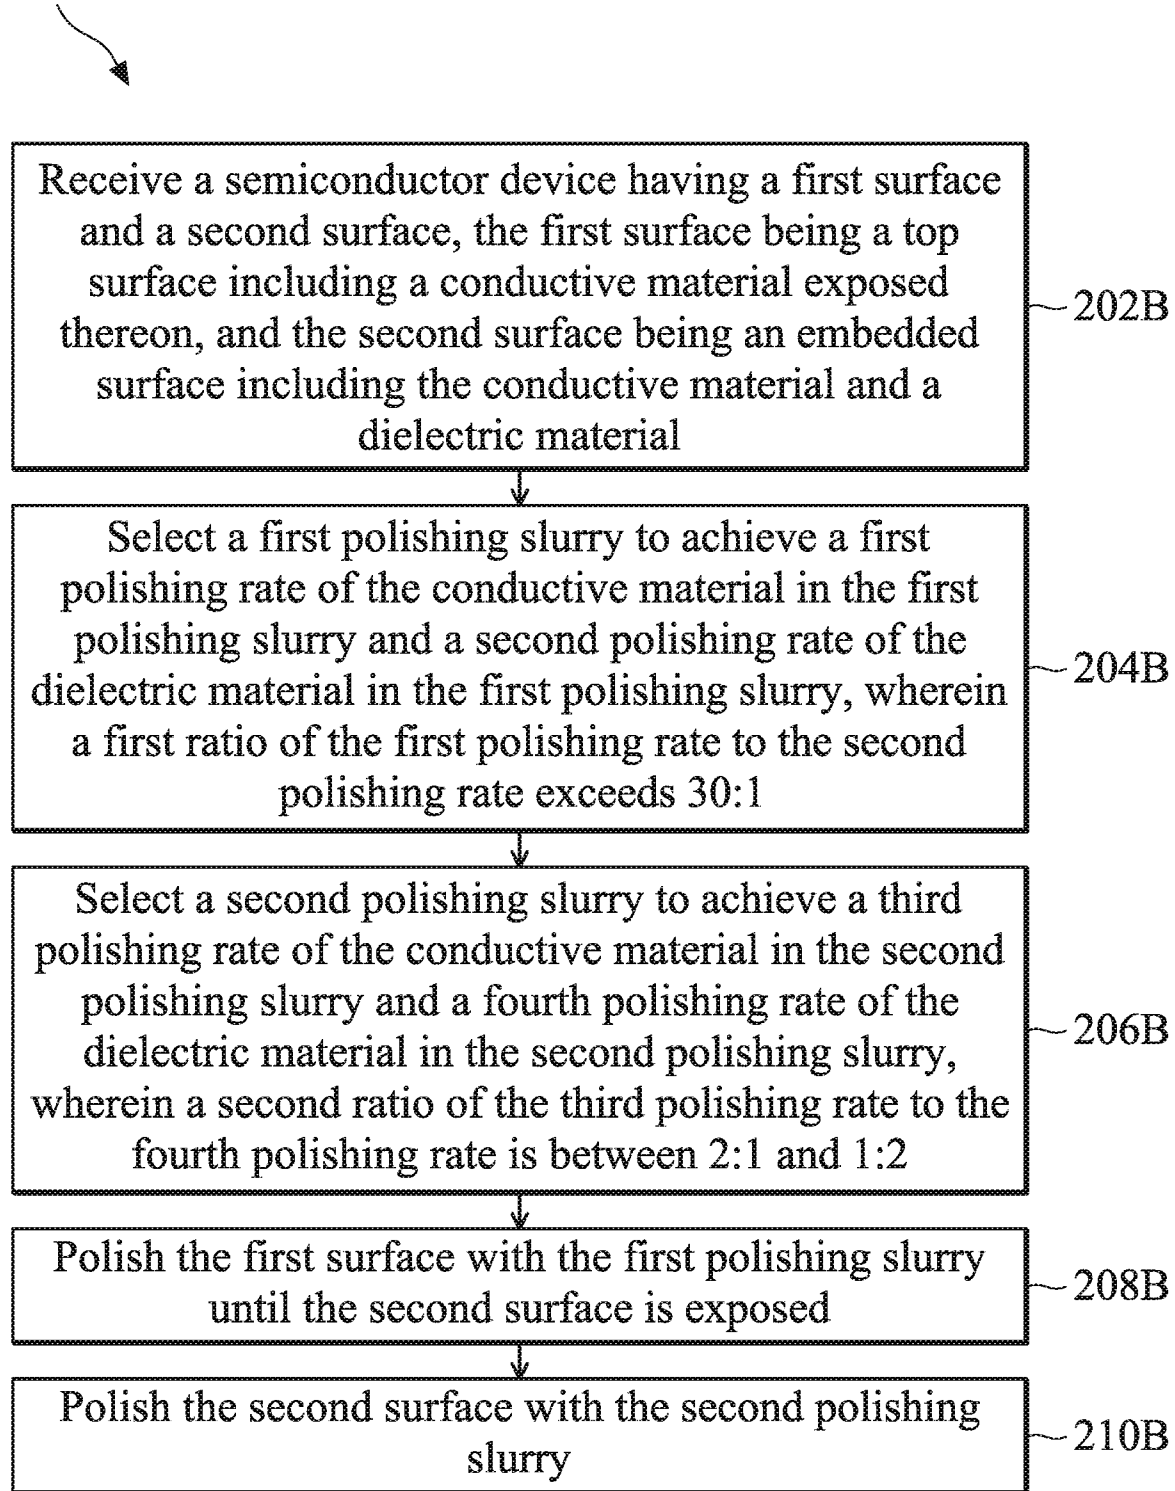 Receive a semiconductor device having a first surface
and a second surface, the first surface being a top
surface including a conductive material exposed
thereon, and the second surface being an embedded
surface including the conductive material and a
dielectric material
202B
Select a first polishing slurry to achieve a first
polishing rate of the conductive material in the first
polishing slurry and a second polishing rate of the
dielectric material in the first polishing slurry, wherein
a first ratio of the first polishing rate to the second
polishing rate exceeds 30:1
204B
Select a second polishing slurry to achieve a third
polishing rate of the conductive material in the second
polishing slurry and a fourth polishing rate of the
dielectric material in the second polishing slurry,
wherein a second ratio of the third polishing rate to the
fourth polishing rate is between 2:1 and 1:2
206B
Polish the first surface with the first polishing slurry
until the second surface is exposed
208B
Polish the second surface with the second polishing
slurry
210B